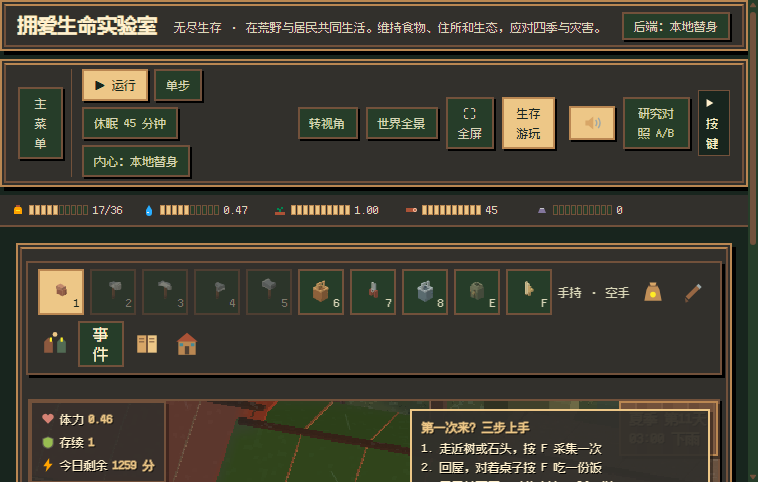 拥爱生命实验室
无尽生存 · 在荒野与居民共同生活。维持食物、住所和生态，应对四季与灾害。
后端：本地替身
主菜单
▶ 运行
单步
休眠 45 分钟
内心：本地替身
转视角
世界全景
全屏
生存游玩
研究对照 A/B
▶ 按键
17/36
0.47
1.00
45
0
1
2
3
4
5
6
7
8
E
F
手持 · 空手
事件
体力 0.46
存续 1
今日剩余 1259 分
第一次来？三步上手
1. 走近树或石头，按 F 采集一次
2. 回屋，对着桌子按 F 吃一份饭